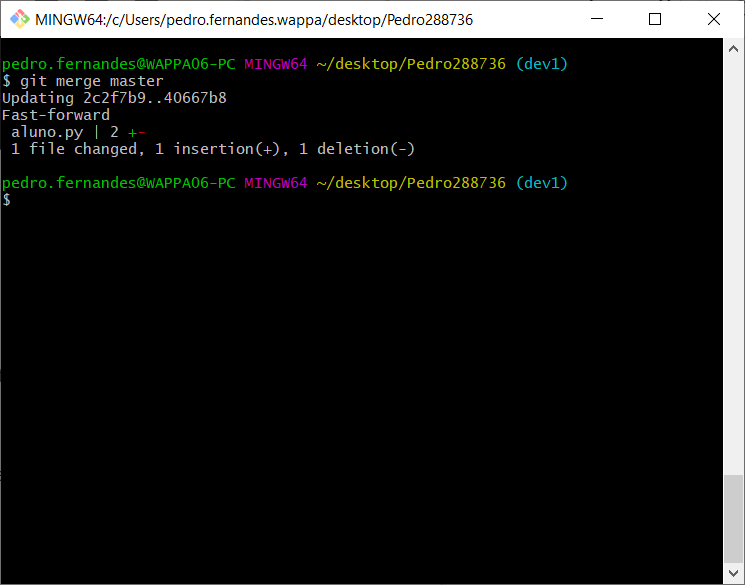 MINGW64:/c/Users/pedro.fernandes.wappa/desktop/Pedro288736
pedro.fernandes@WAPPA06-PC MINGW64 ~/desktop/Pedro288736 (dev1)
$ git merge master
Updating 2c2f7b9..40667b8
Fast-forward
 aluno.py | 2 +-
 1 file changed, 1 insertion(+), 1 deletion(-)
pedro.fernandes@WAPPA06-PC MINGW64 ~/desktop/Pedro288736 (dev1)
$